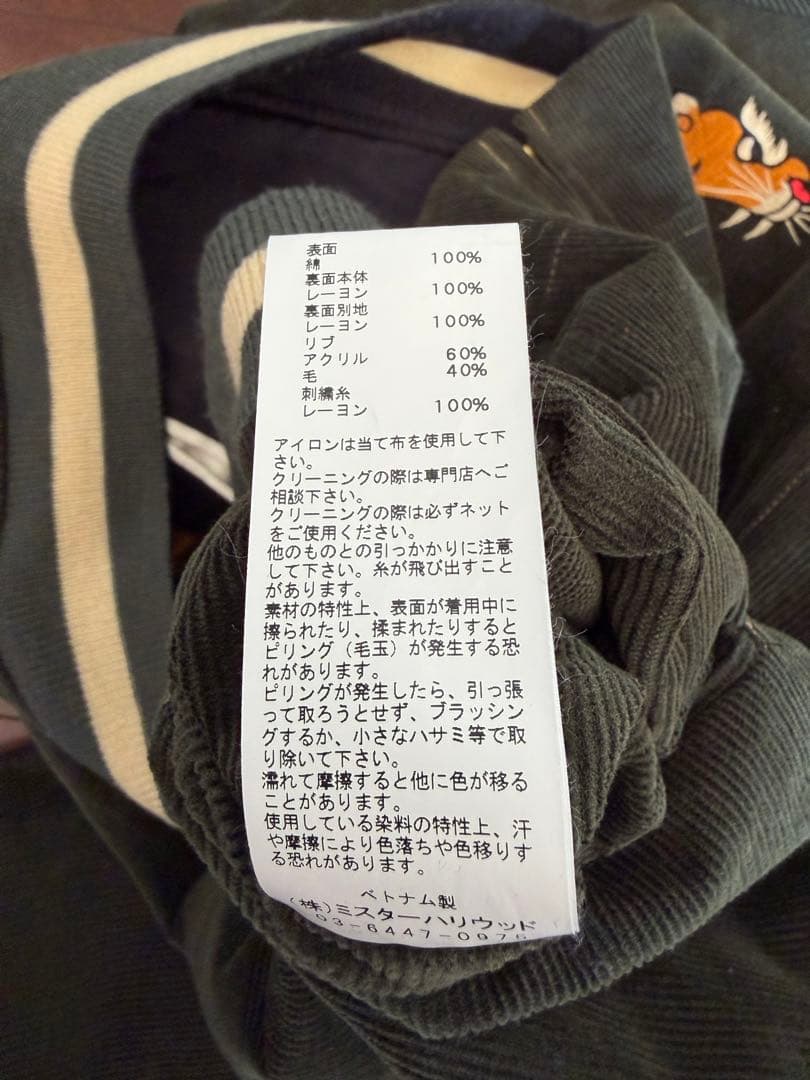 表面
綿 100%
裏面本体
レーヨン 100%
裏面別地
レーヨン 100%
リブ
アクリル 60%
毛 40%
刺繍糸
レーヨン 100%
アイロンは当て布を使用して下
さい。
クリーニングの際は専門店へご
相談下さい。
クリーニングの際は必ずネット
をご使用ください。
他のものとの引っかかりに注意
して下さい。糸が飛び出すこと
があります。
素材の特性上、表面が着用中に
擦られたり、揉まれたりすると
ピリング（毛玉）が発生する恐
れがあります。
ピリングが発生したら、引っ張
って取ろうとせず、ブラッシン
グするか、小さなハサミ等で取
り除いて下さい。
濡れて摩擦すると他に色が移る
ことがあります。
使用している染料の特性上、汗
や摩擦により色落ちや色移りす
る恐れがあります。
ベトナム製
(株)ミスターハリウッド
03-6447-0975